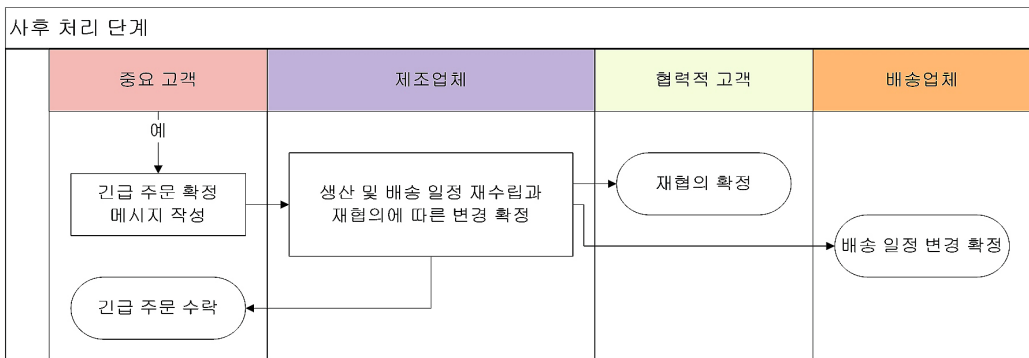 사후 처리 단계
중요 고객
제조업체
협력적 고객
배송업체
예
긴급 주문 확정
메시지 작성
생산 및 배송 일정 재수립과
재협의에 따른 변경 확정
재협의 확정
배송 일정 변경 확정
긴급 주문 수락